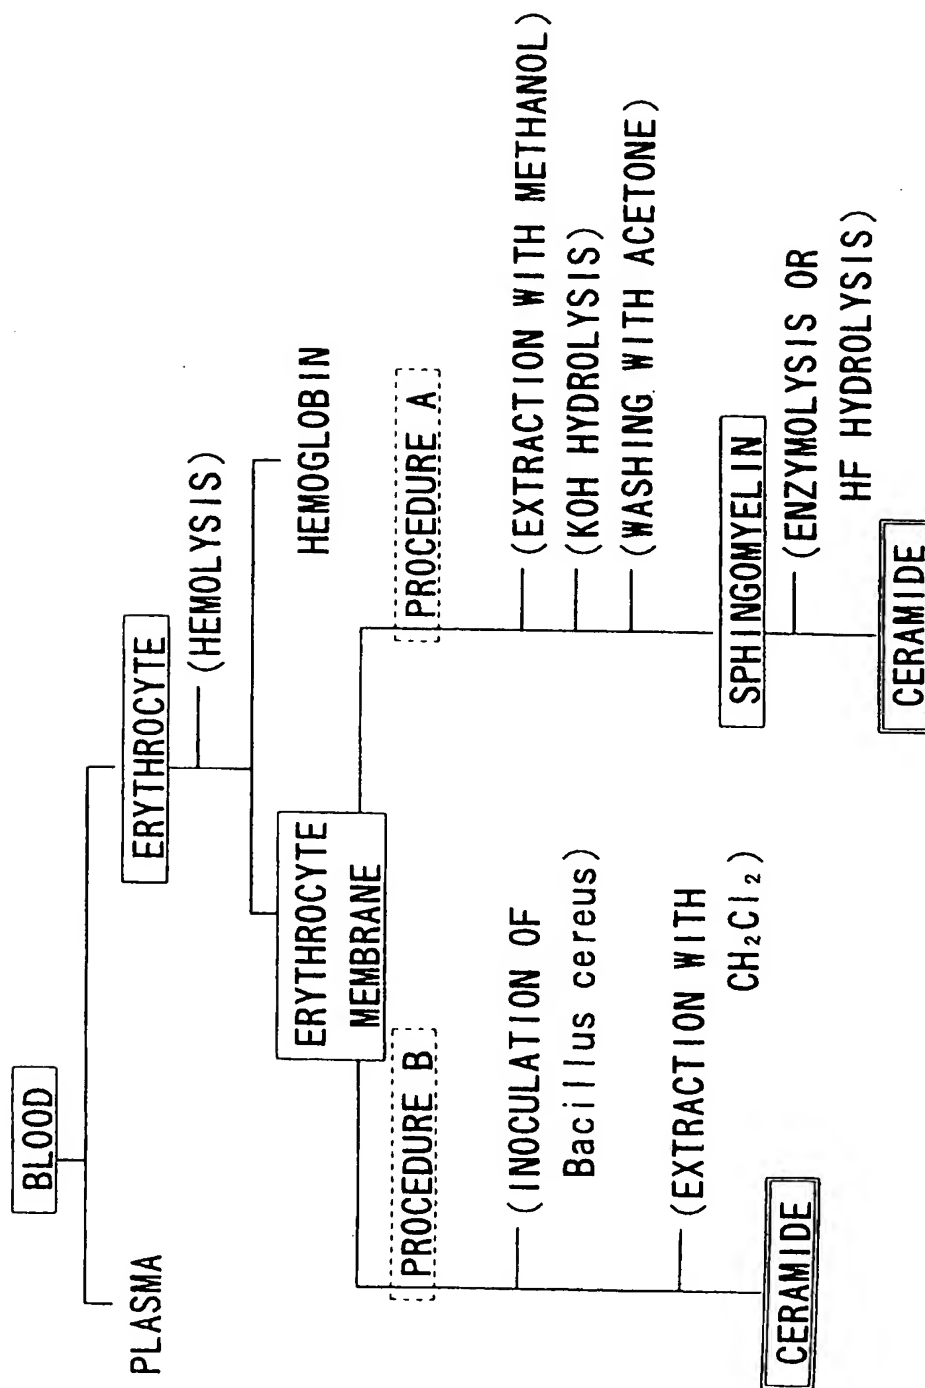 BLOOD
PLASMA
ERYTHROCYTE
(HEMOLYSIS)
ERYTHROCYTE
MEMBRANE
HEMOGLOBIN
PROCEDURE B
PROCEDURE A
(INOCULATION OF
Bacillus cereus)
(EXTRACTION WITH
CH₂Cl₂)
CERAMIDE
(EXTRACTION WITH METHANOL)
(KOH HYDROLYSIS)
(WASHING WITH ACETONE)
SPHINGOMYELIN
(ENZYMOLYSIS OR
HF HYDROLYSIS)
CERAMIDE